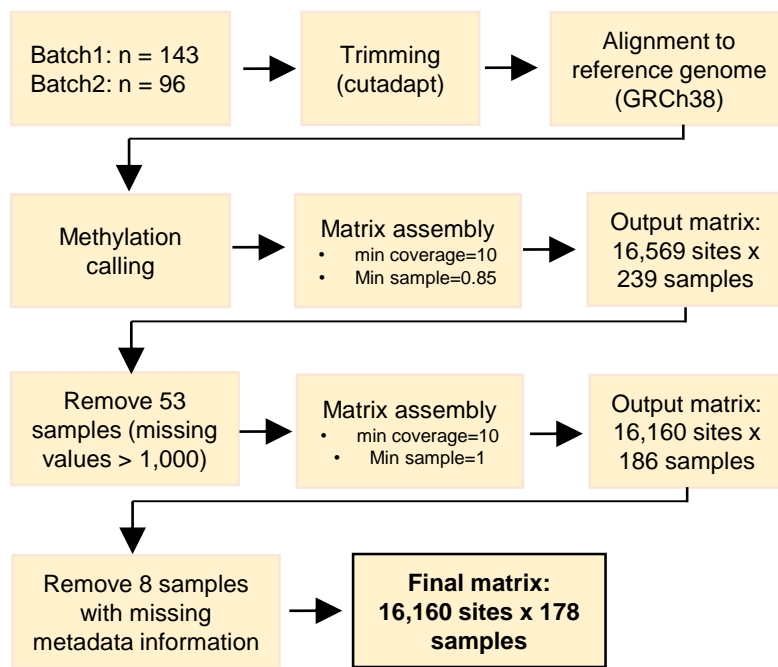 Batch1: n = 143
Batch2: n = 96
Trimming
(cutadapt)
Alignment to
reference genome
(GRCh38)
Methylation
calling
Matrix assembly
• min coverage=10
• Min sample=0.85
Output matrix:
16,569 sites x
239 samples
Remove 53
samples (missing
values > 1,000)
Matrix assembly
• min coverage=10
• Min sample=1
Output matrix:
16,160 sites x
186 samples
Remove 8 samples
with missing
metadata information
Final matrix:
16,160 sites x 178
samples